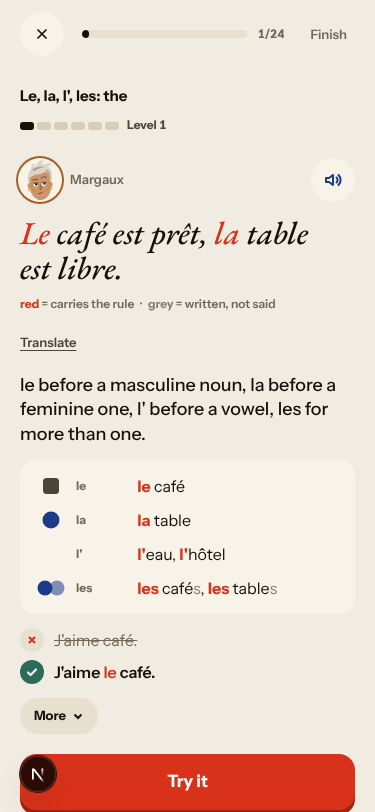 1/24
Finish
Le, la, l', les: the
Level 1
Margaux
Le café est prêt, la table
est libre.
red = carries the rule · grey = written, not said
Translate
le before a masculine noun, la before a
feminine one, l' before a vowel, les for
more than one.
le le café
la la table
l' l'eau, l'hôtel
les les cafés, les tables
J'aime café.
J'aime le café.
More
N
Try it